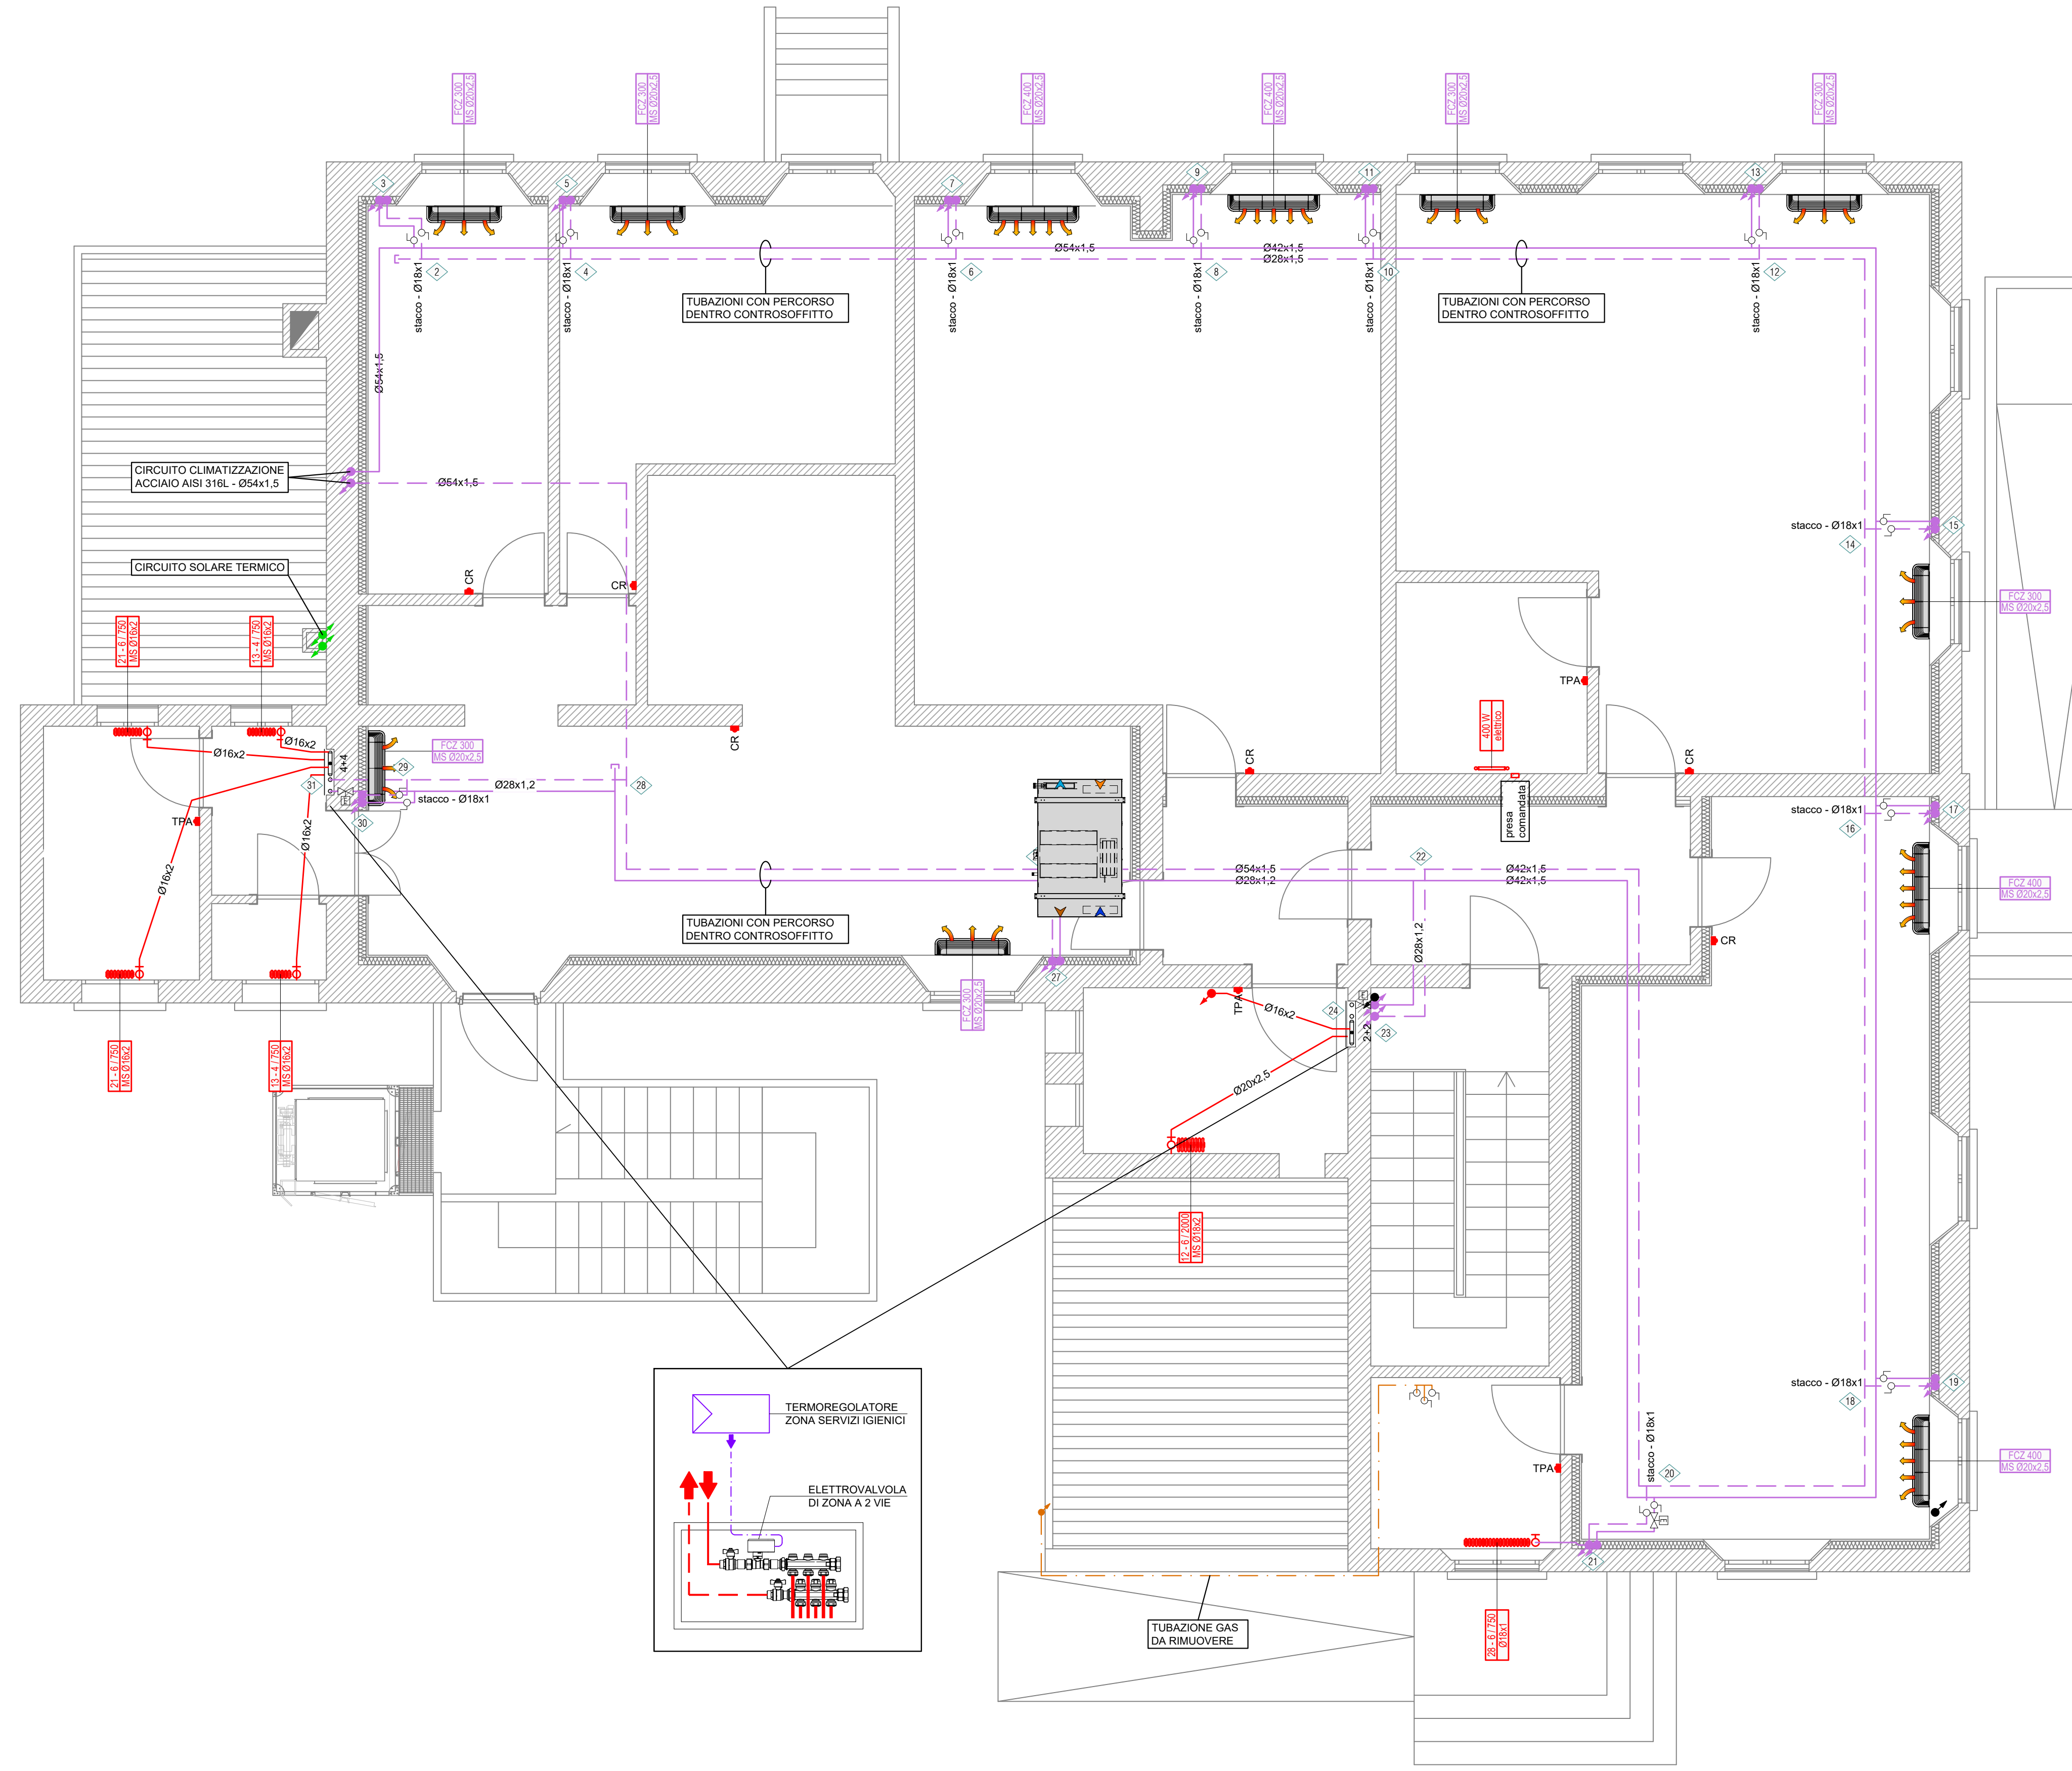 FCZ 300
MS Ø20x2,5
FCZ 300
MS Ø20x2,5
FCZ 400
MS Ø20x2,5
FCZ 400
MS Ø20x2,5
FCZ 300
MS Ø20x2,5
FCZ 300
MS Ø20x2,5
3
5
7
9
11
13
2
4
6
8
10
12
Ø54x1,5
Ø42x1,5
Ø28x1,5
stacco - Ø18x1
stacco - Ø18x1
stacco - Ø18x1
stacco - Ø18x1
stacco - Ø18x1
stacco - Ø18x1
TUBAZIONI CON PERCORSO
DENTRO CONTROSOFFITTO
TUBAZIONI CON PERCORSO
DENTRO CONTROSOFFITTO
Ø54x1,5
CIRCUITO CLIMATIZZAZIONE
ACCIAIO AISI 316L - Ø54x1,5
Ø54x1,5
stacco - Ø18x1
15
14
CIRCUITO SOLARE TERMICO
CR
CR
FCZ 300
MS Ø20x2,5
21 - 6 / 750
MS Ø16x2
13 - 4 / 750
MS Ø16x2
TPA
400 W
elettrico
CR
CR
CR
Ø16x2
Ø16x2
4+4
FCZ 300
MS Ø20x2,5
29
31
Ø28x1,2
28
stacco - Ø18x1
E
30
TPA
Ø16x2
Ø16x2
presa
comandata
stacco - Ø18x1
17
16
22
Ø54x1,5
Ø28x1,2
Ø42x1,5
Ø42x1,5
FCZ 400
MS Ø20x2,5
TUBAZIONI CON PERCORSO
DENTRO CONTROSOFFITTO
Ø28x1,2
CR
27
FCZ 300
MS Ø20x2,5
TPA
Ø16x2
24
E
2+2
23
21 - 6 / 750
MS Ø16x2
13 - 4 / 750
MS Ø16x2
Ø20x2,5
12 - 6 / 2000
MS Ø18x2
TERMOREGOLATORE
ZONA SERVIZI IGIENICI
ELETTROVALVOLA
DI ZONA A 2 VIE
stacco - Ø18x1
19
18
stacco - Ø18x1
20
TPA
FCZ 400
MS Ø20x2,5
E
21
TUBAZIONE GAS
DA RIMUOVERE
28 - 6 / 750
Ø18x1